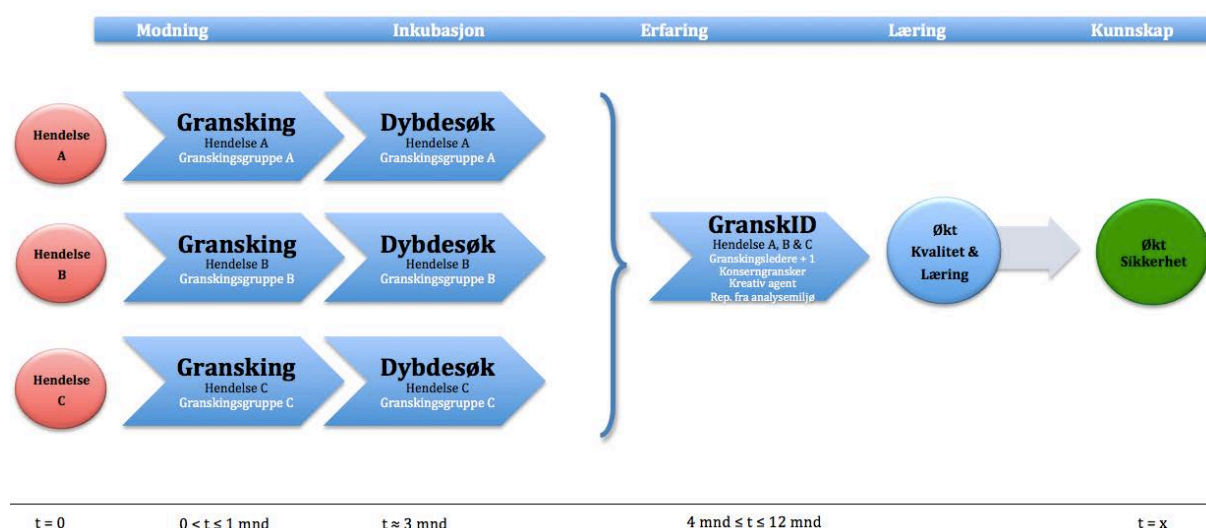 Modning Inkubasjon Erfaring Læring Kunnskap
Hendelse
A
Gransking
Hendelse A
Granskingsgruppe A
Dybdesøk
Hendelse A
Granskingsgruppe A
Hendelse
B
Gransking
Hendelse B
Granskingsgruppe B
Dybdesøk
Hendelse B
Granskingsgruppe B
Hendelse
C
Gransking
Hendelse C
Granskingsgruppe C
Dybdesøk
Hendelse C
Granskingsgruppe C
GranskID
Hendelse A, B & C
Granskingsledere + 1
Konserngransker
Kreativ agent
Rep. fra analysemiljø
Økt
Kvalitet &
Læring
Økt
Sikkerhet
t = 0 0 < t ≤ 1 mnd t ≈ 3 mnd 4 mnd ≤ t ≤ 12 mnd t = x